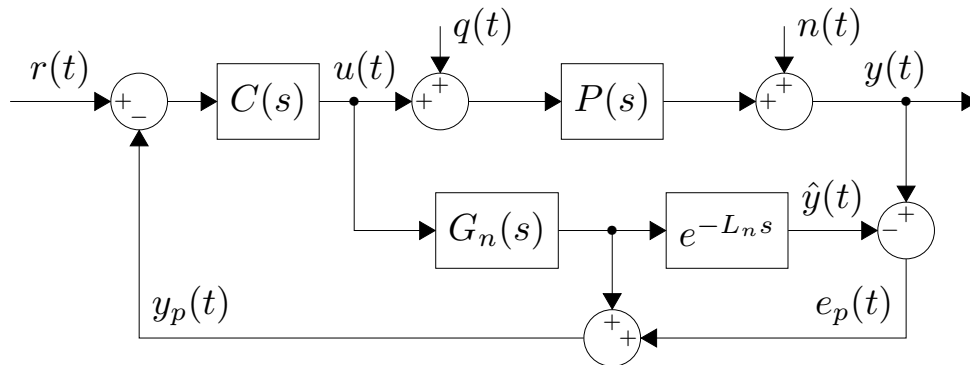 q(t) n(t)
r(t) u(t) y(t)
+ − C(s) + + P(s) + +
G_n(s) e^{-L_n s} ŷ(t) + −
y_p(t) e_p(t)
+ +